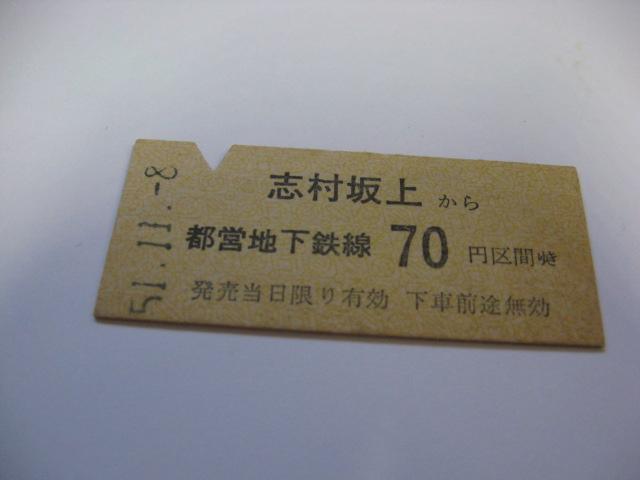 志村坂上 から
都営地下鉄線 70 円区間ゆき
発売当日限り有効 下車前途無効
51.11.-8